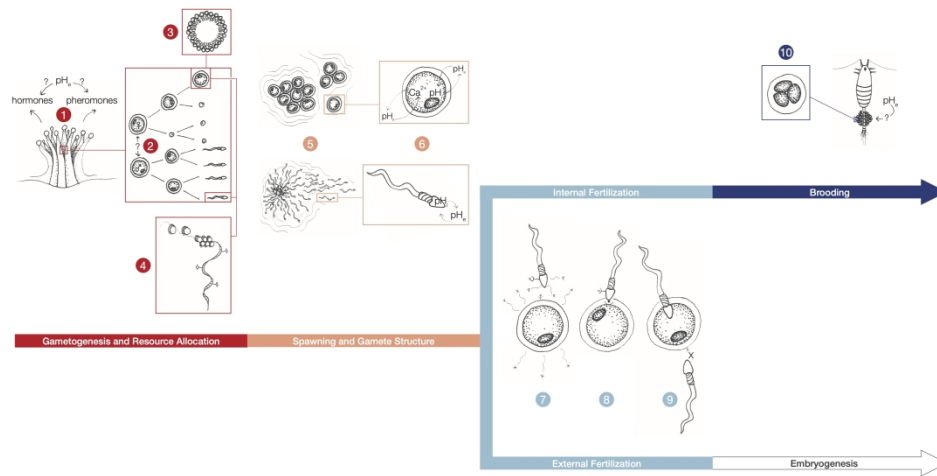 3
10
? pHe ?
hormones
pheromones
1
2
?
4
5
6
pHe
Ca2+
pHi
pHe
pHi
pHe
pHe
?
Internal Fertilization
Brooding
Gametogenesis and Resource Allocation
Spawning and Gamete Structure
X
7
8
9
External Fertilization
Embryogenesis